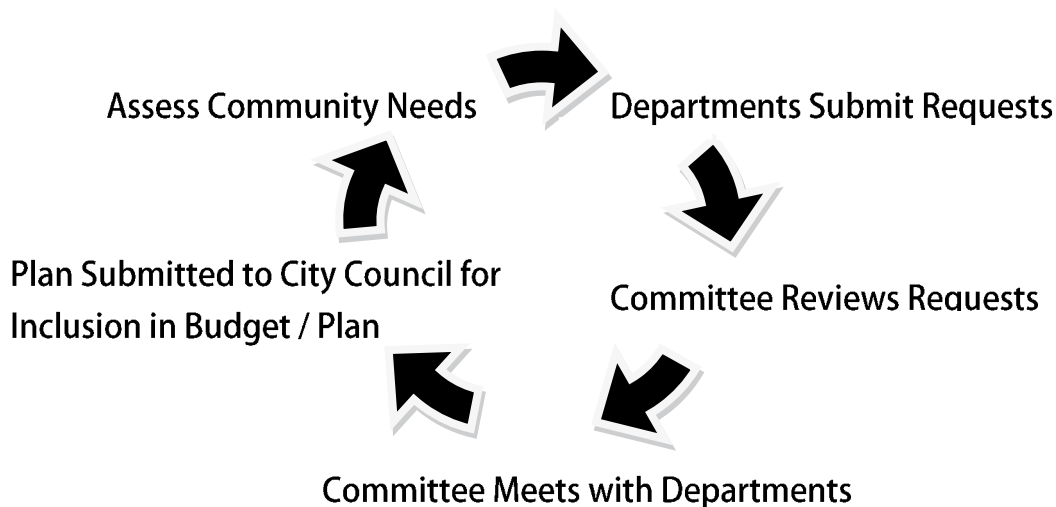 Assess Community Needs
Departments Submit Requests
Plan Submitted to City Council for
Inclusion in Budget / Plan
Committee Reviews Requests
Committee Meets with Departments